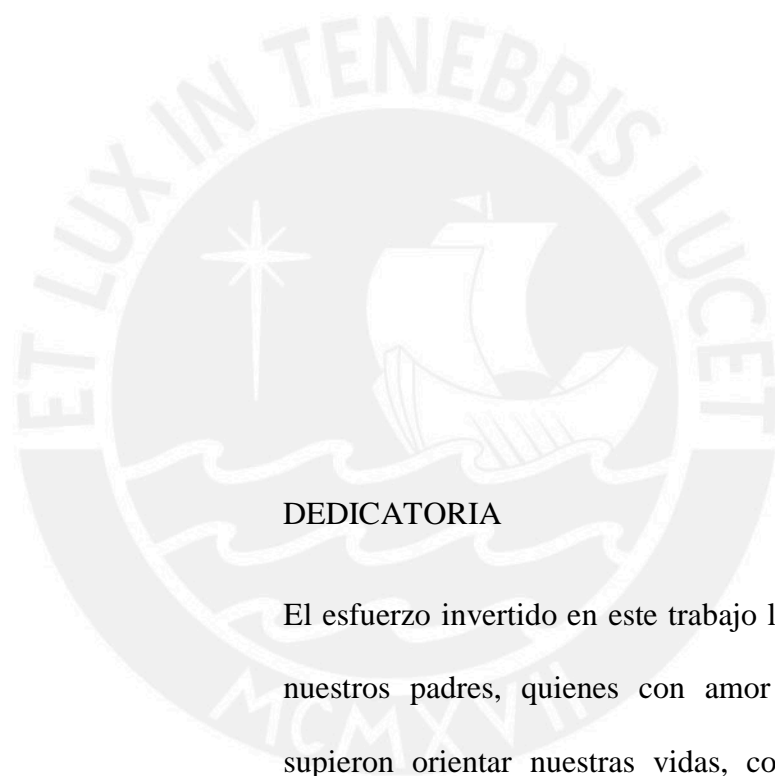 ET LUX IN TENEBRIS LUCET
DEDICATORIA
El esfuerzo invertido en este trabajo
nuestros padres, quienes con amor
supieron orientar nuestras vidas,
MCMXVII